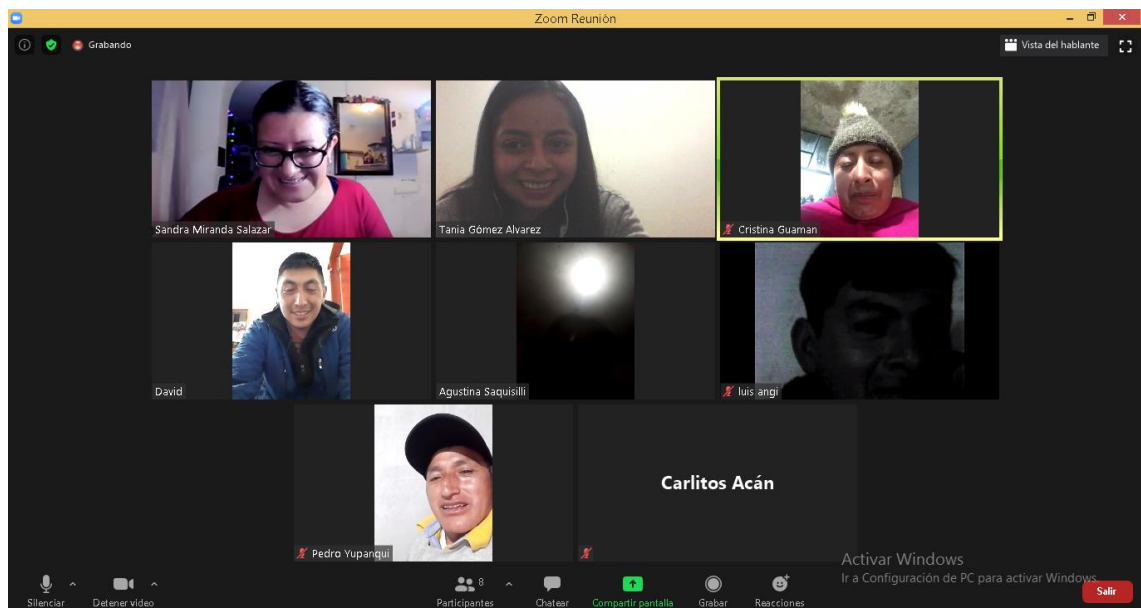 Zoom Reunión
Grabando
Vista del hablante
Sandra Miranda Salazar
Tania Gómez Alvarez
Cristina Guaman
David
Agustina Saquisilli
luis angi
Pedro Yupanqui
Carlitos Acán
Activar Windows
Ir a Configuración de PC para activar Windows.
Silenciar
Detener video
Participantes
8
Chatear
Compartir pantalla
Grabar
Reacciones
Salir